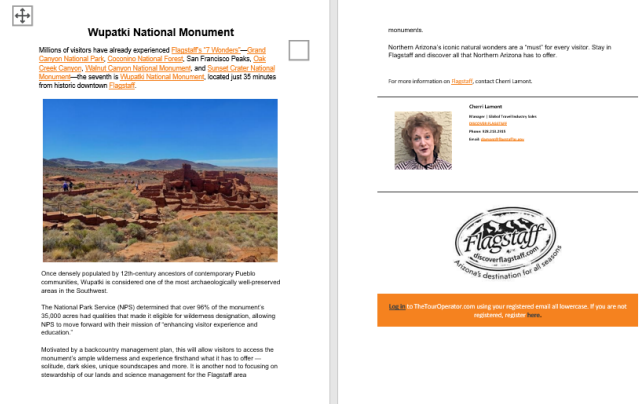 Wupatki National Monument
Millions of visitors have already experienced Flagstaff's "7 Wonders"—Grand
Canyon National Park, Coconino National Forest, San Francisco Peaks, Oak
Creek Canyon, Walnut Canyon National Monument, and Sunset Crater National
Monument—the seventh is Wupatki National Monument, located just 35 minutes
from historic downtown Flagstaff.
Once densely populated by 12th-century ancestors of contemporary Pueblo
communities, Wupatki is considered one of the most archaeologically well-preserved
areas in the Southwest.
The National Park Service (NPS) determined that over 96% of the monument's
35,000 acres had qualities that made it eligible for wilderness designation, allowing
NPS to move forward with their mission of "enhancing visitor experience and
education."
Motivated by a backcountry management plan, this will allow visitors to access the
monument's ample wilderness and experience firsthand what it has to offer —
solitude, dark skies, unique soundscapes and more. It is another nod to focusing on
stewardship of our lands and science management for the Flagstaff area
monuments.
Northern Arizona's iconic natural wonders are a "must" for every visitor. Stay in
Flagstaff and discover all that Northern Arizona has to offer.
For more information on Flagstaff, contact Cherri Lamont.
Cherri Lamont
Manager | Global Travel Industry Sales
DISCOVER FLAGSTAFF
Phone:
Email:
Flagstaff
discoverflagstaff.com
Arizona's destination for all seasons
Log in to TheTourOperator.com using your registered email all lowercase. If you are not
registered, register here.